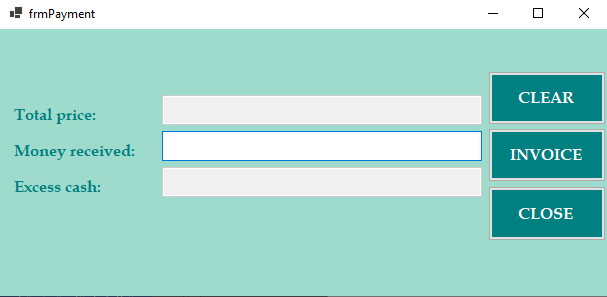 frmPayment
Total price:
Money received:
Excess cash:
CLEAR
INVOICE
CLOSE